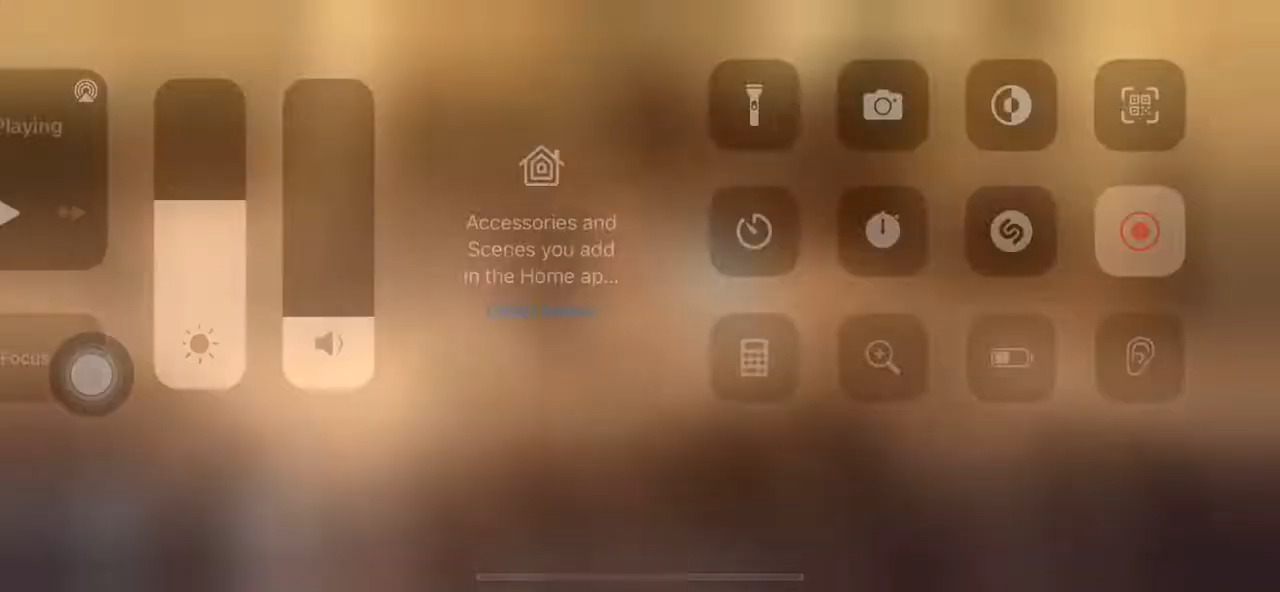 Playing
Accessories and
Scenes you add
in the Home ap...
Focus